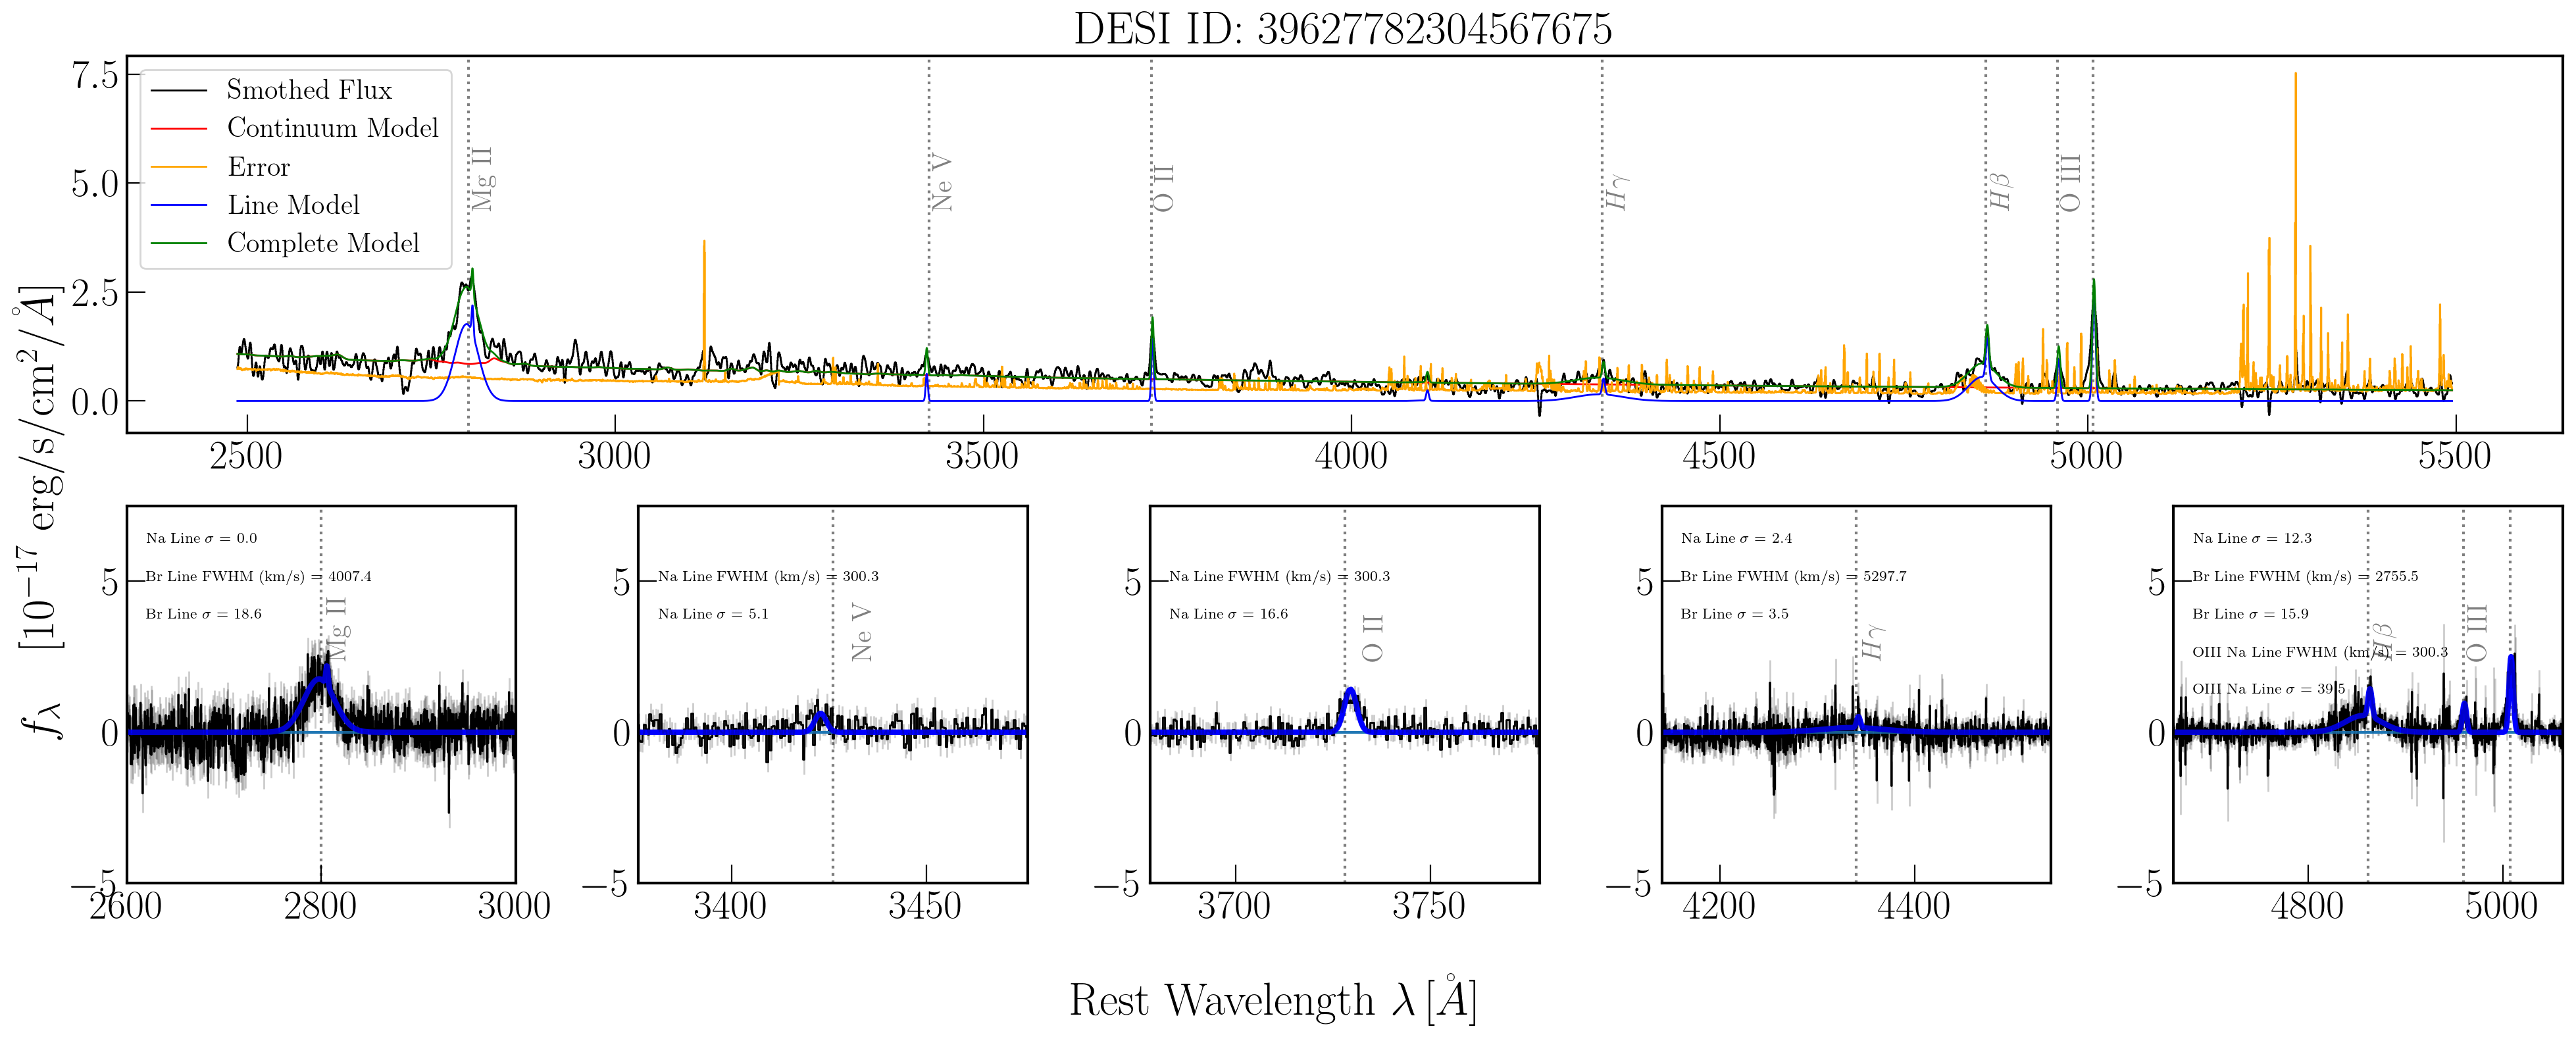 DESI ID: 39627782304567675
Smothed Flux
Continuum Model
Error
Line Model
Complete Model
7.5
5.0
2.5
0.0
Mg II
Ne V
O II
Hγ
Hβ
O III
2500 3000 3500 4000 4500 5000 5500
f_λ [10^{-17} erg/s/cm^2/Å]
Na Line σ = 0.0
Br Line FWHM (km/s) = 4007.4
Br Line σ = 18.6
Mg II
5
0
−5
2600 2800 3000
Na Line FWHM (km/s) = 300.3
Na Line σ = 5.1
Ne V
5
0
−5
3400 3450
Na Line FWHM (km/s) = 300.3
Na Line σ = 16.6
O II
5
0
−5
3700 3750
Na Line σ = 2.4
Br Line FWHM (km/s) = 5297.7
Br Line σ = 3.5
Hγ
5
0
−5
4200 4400
Na Line σ = 12.3
Br Line FWHM (km/s) = 2755.5
Br Line σ = 15.9
OIII Na Line FWHM (km/s) = 300.3
OIII Na Line σ = 39.5
Hβ
O III
5
0
−5
4800 5000
Rest Wavelength λ [Å]